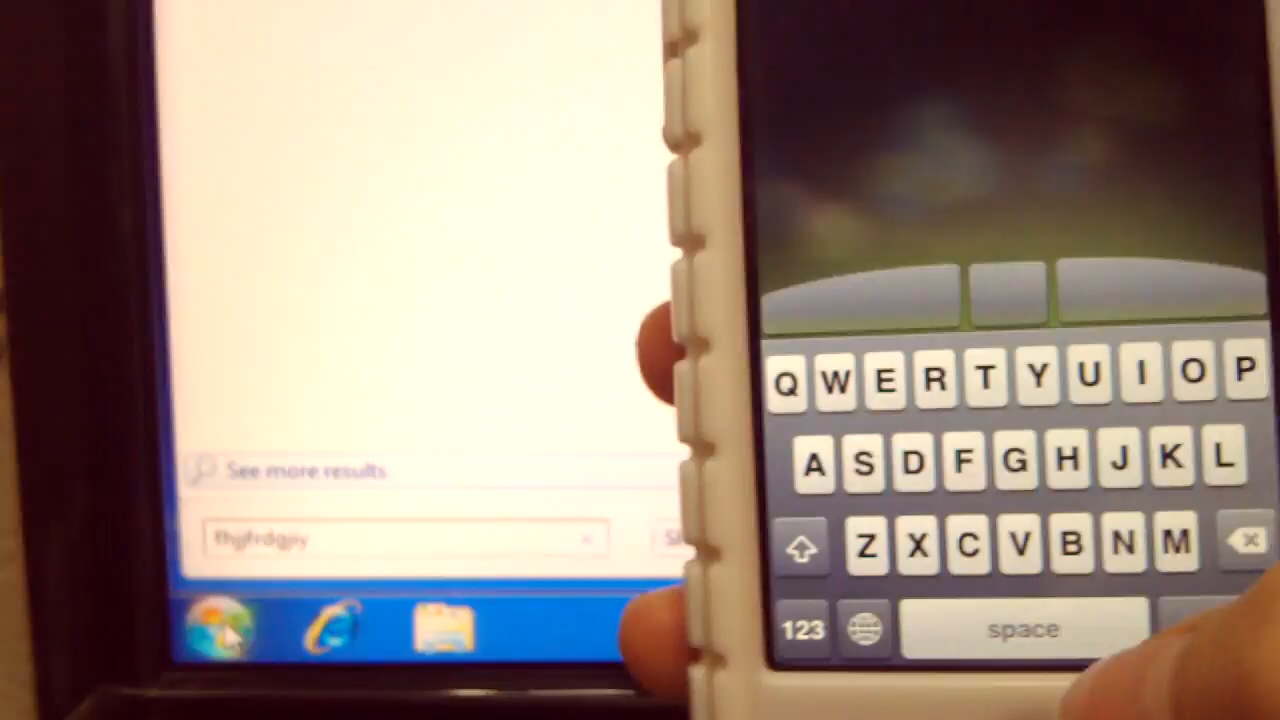 See more results
Q W E R T Y U I O P
A S D F G H J K L
Z X C V B N M
123 space